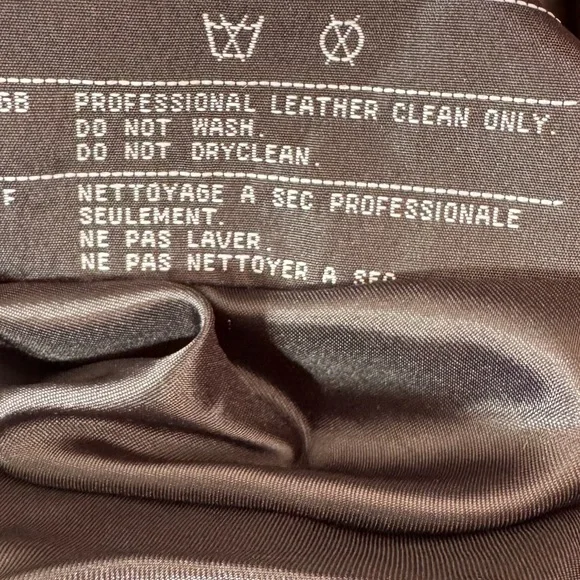 GB PROFESSIONAL LEATHER CLEAN ONLY.
DO NOT WASH.
DO NOT DRYCLEAN.
F NETTOYAGE A SEC PROFESSIONALE
SEULEMENT.
NE PAS LAVER.
NE PAS NETTOYER A SEC